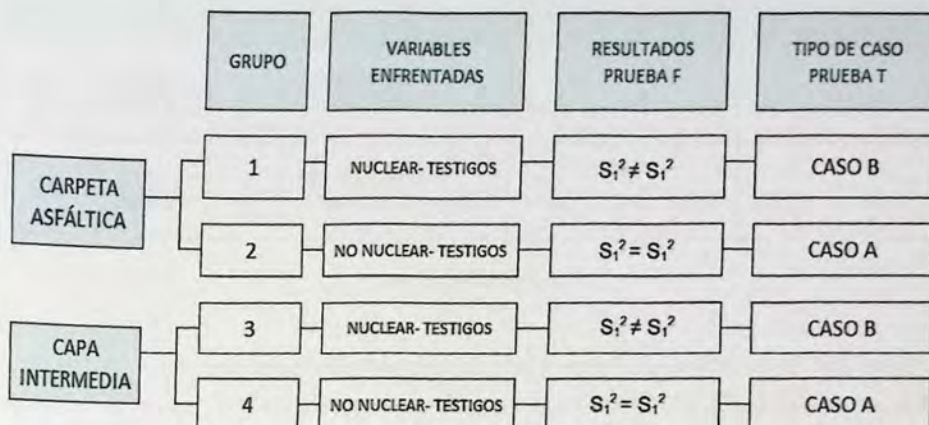 GRUPO
VARIABLES
ENFRENTADAS
RESULTADOS
PRUEBA F
TIPO DE CASO
PRUEBA T
CARPETA
ASFÁLTICA
1
NUCLEAR- TESTIGOS
S₁² ≠ S₁²
CASO B
2
NO NUCLEAR- TESTIGOS
S₁² = S₁²
CASO A
CAPA
INTERMEDIA
3
NUCLEAR- TESTIGOS
S₁² ≠ S₁²
CASO B
4
NO NUCLEAR- TESTIGOS
S₁² = S₁²
CASO A